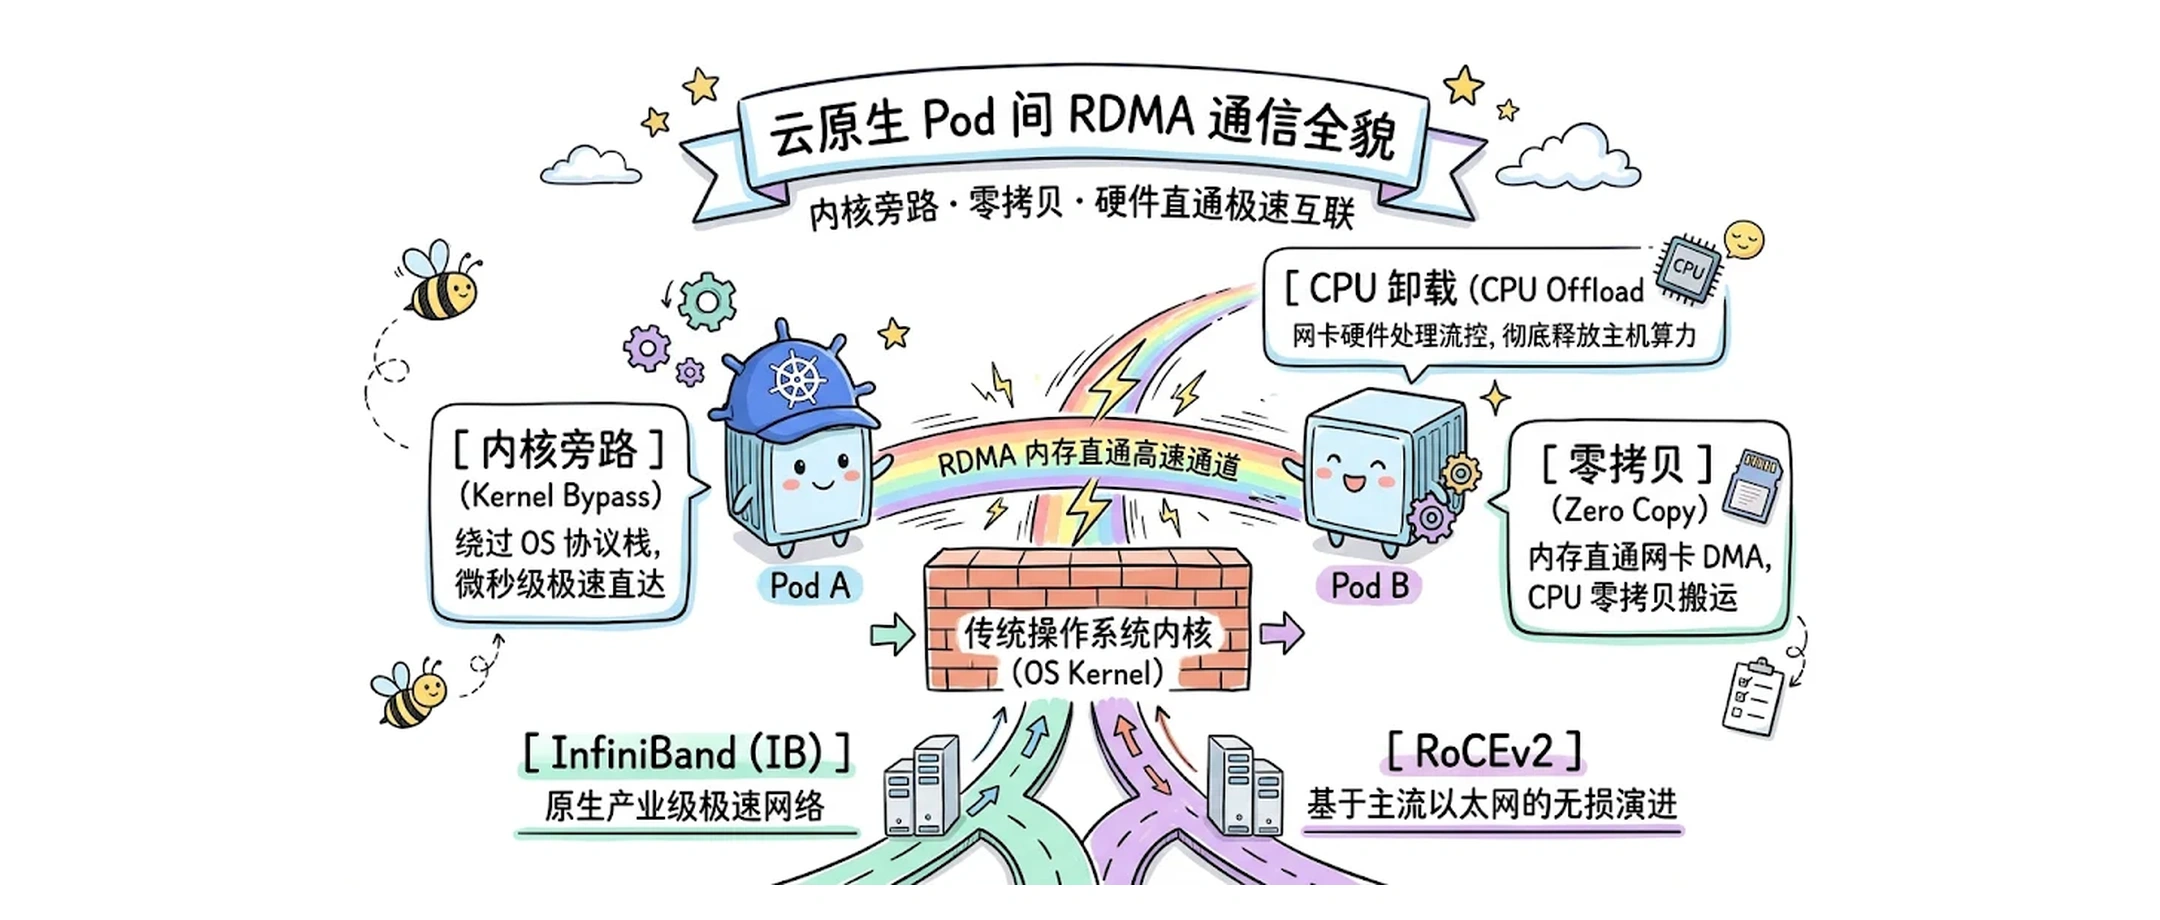 云原生 Pod 间 RDMA 通信全貌
内核旁路·零拷贝·硬件直通极速互联
[ CPU 卸载 (CPU Offload
CPU
网卡硬件处理流控, 彻底释放主机算力
[ 内核旁路 ]
(Kernel Bypass)
绕过 OS 协议栈,
微秒级极速直达
RDMA 内存直通高速通道
[ 零拷贝 ]
(Zero Copy)
内存直通网卡 DMA,
CPU 零拷贝搬运
Pod A
Pod B
传统操作系统内核
(OS Kernel)
[ InfiniBand (IB) ]
原生产业级极速网络
[ RoCEv2 ]
基于主流以太网的无损演进